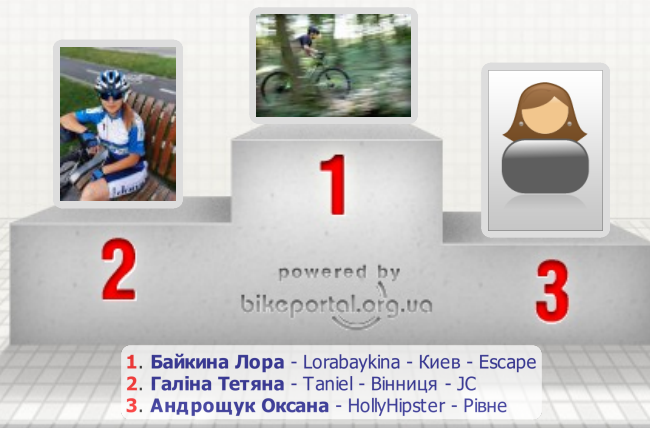 1
2
3
powered by
bikeportal.org.ua
1. Байкина Лора - Lorabaykina - Киев - Escape
2. Галіна Тетяна - Taniel - Вінниця - JC
3. Андрощук Оксана - HollyHipster - Рівне